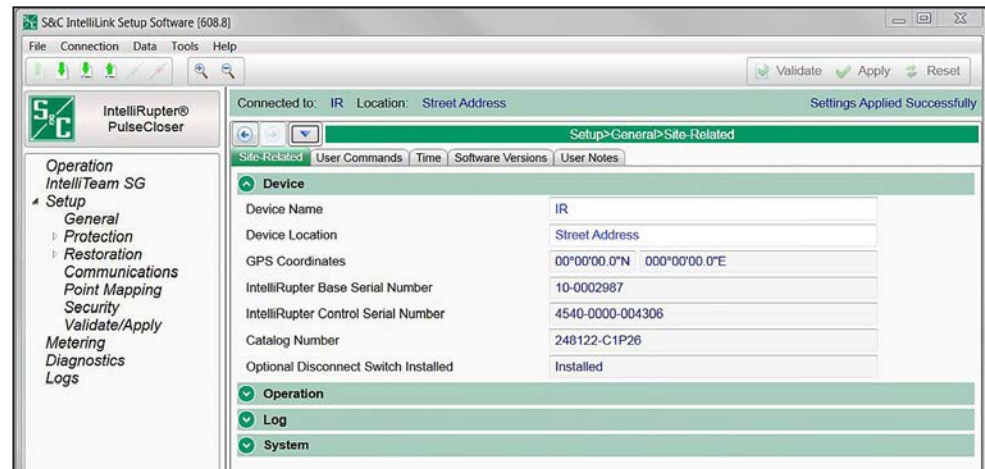 S&C IntelliLink Setup Software [608.8]
File Connection Data Tools Help
Validate Apply Reset
S&C
IntelliRupter®
PulseCloser
Connected to: IR Location: Street Address Settings Applied Successfully
Setup>General>Site-Related
Site-Related User Commands Time Software Versions User Notes
Operation
IntelliTeam SG
Setup
General
Protection
Restoration
Communications
Point Mapping
Security
Validate/Apply
Metering
Diagnostics
Logs
Device
Device Name IR
Device Location Street Address
GPS Coordinates 00°00'00.0"N 000°00'00.0"E
IntelliRupter Base Serial Number 10-0002987
IntelliRupter Control Serial Number 4540-0000-004306
Catalog Number 248122-C1P26
Optional Disconnect Switch Installed Installed
Operation
Log
System